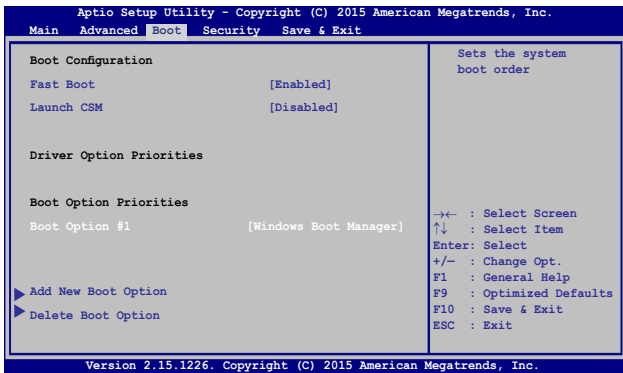 Aptio Setup Utility - Copyright (C) 2015 American Megatrends, Inc.
Main Advanced Boot Security Save & Exit
Boot Configuration
Fast Boot [Enabled]
Launch CSM [Disabled]
Driver Option Priorities
Boot Option Priorities
Boot Option #1 [Windows Boot Manager]
Add New Boot Option
Delete Boot Option
Sets the system
boot order
→← : Select Screen
↑↓ : Select Item
Enter: Select
+/— : Change Opt.
F1 : General Help
F9 : Optimized Defaults
F10 : Save & Exit
ESC : Exit
Version 2.15.1226. Copyright (C) 2015 American Megatrends, Inc.